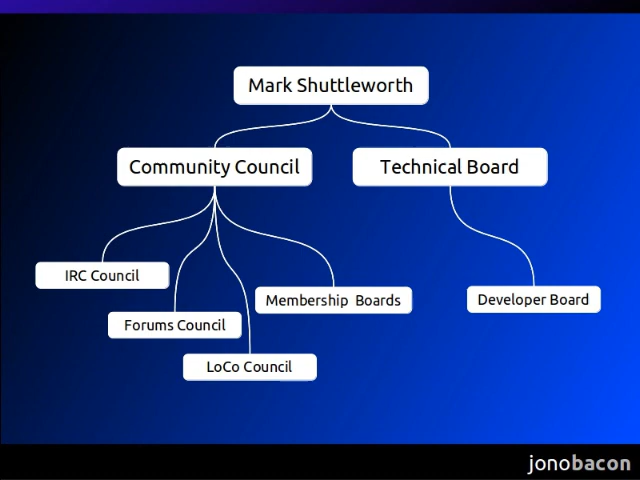 Mark Shuttleworth
Community Council
Technical Board
IRC Council
Membership Boards
Developer Board
Forums Council
LoCo Council
jonobacon